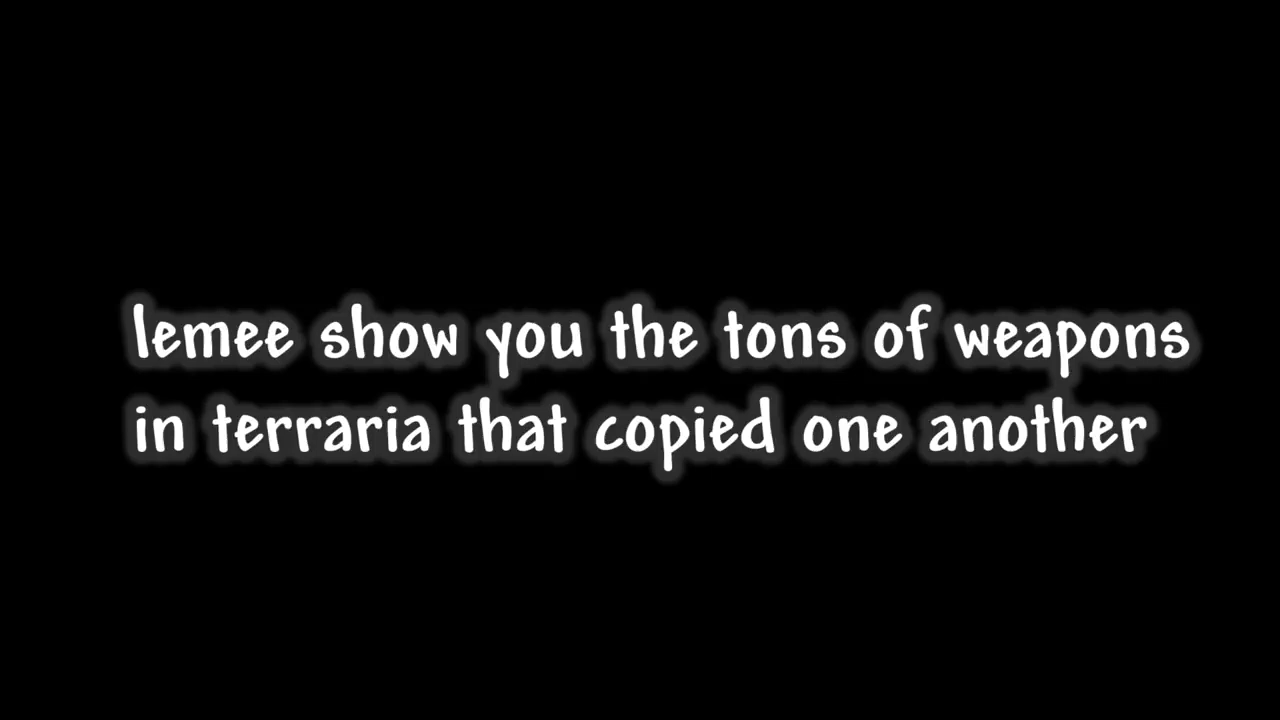 lemee show you the tons of weapons
in terraria that copied one another